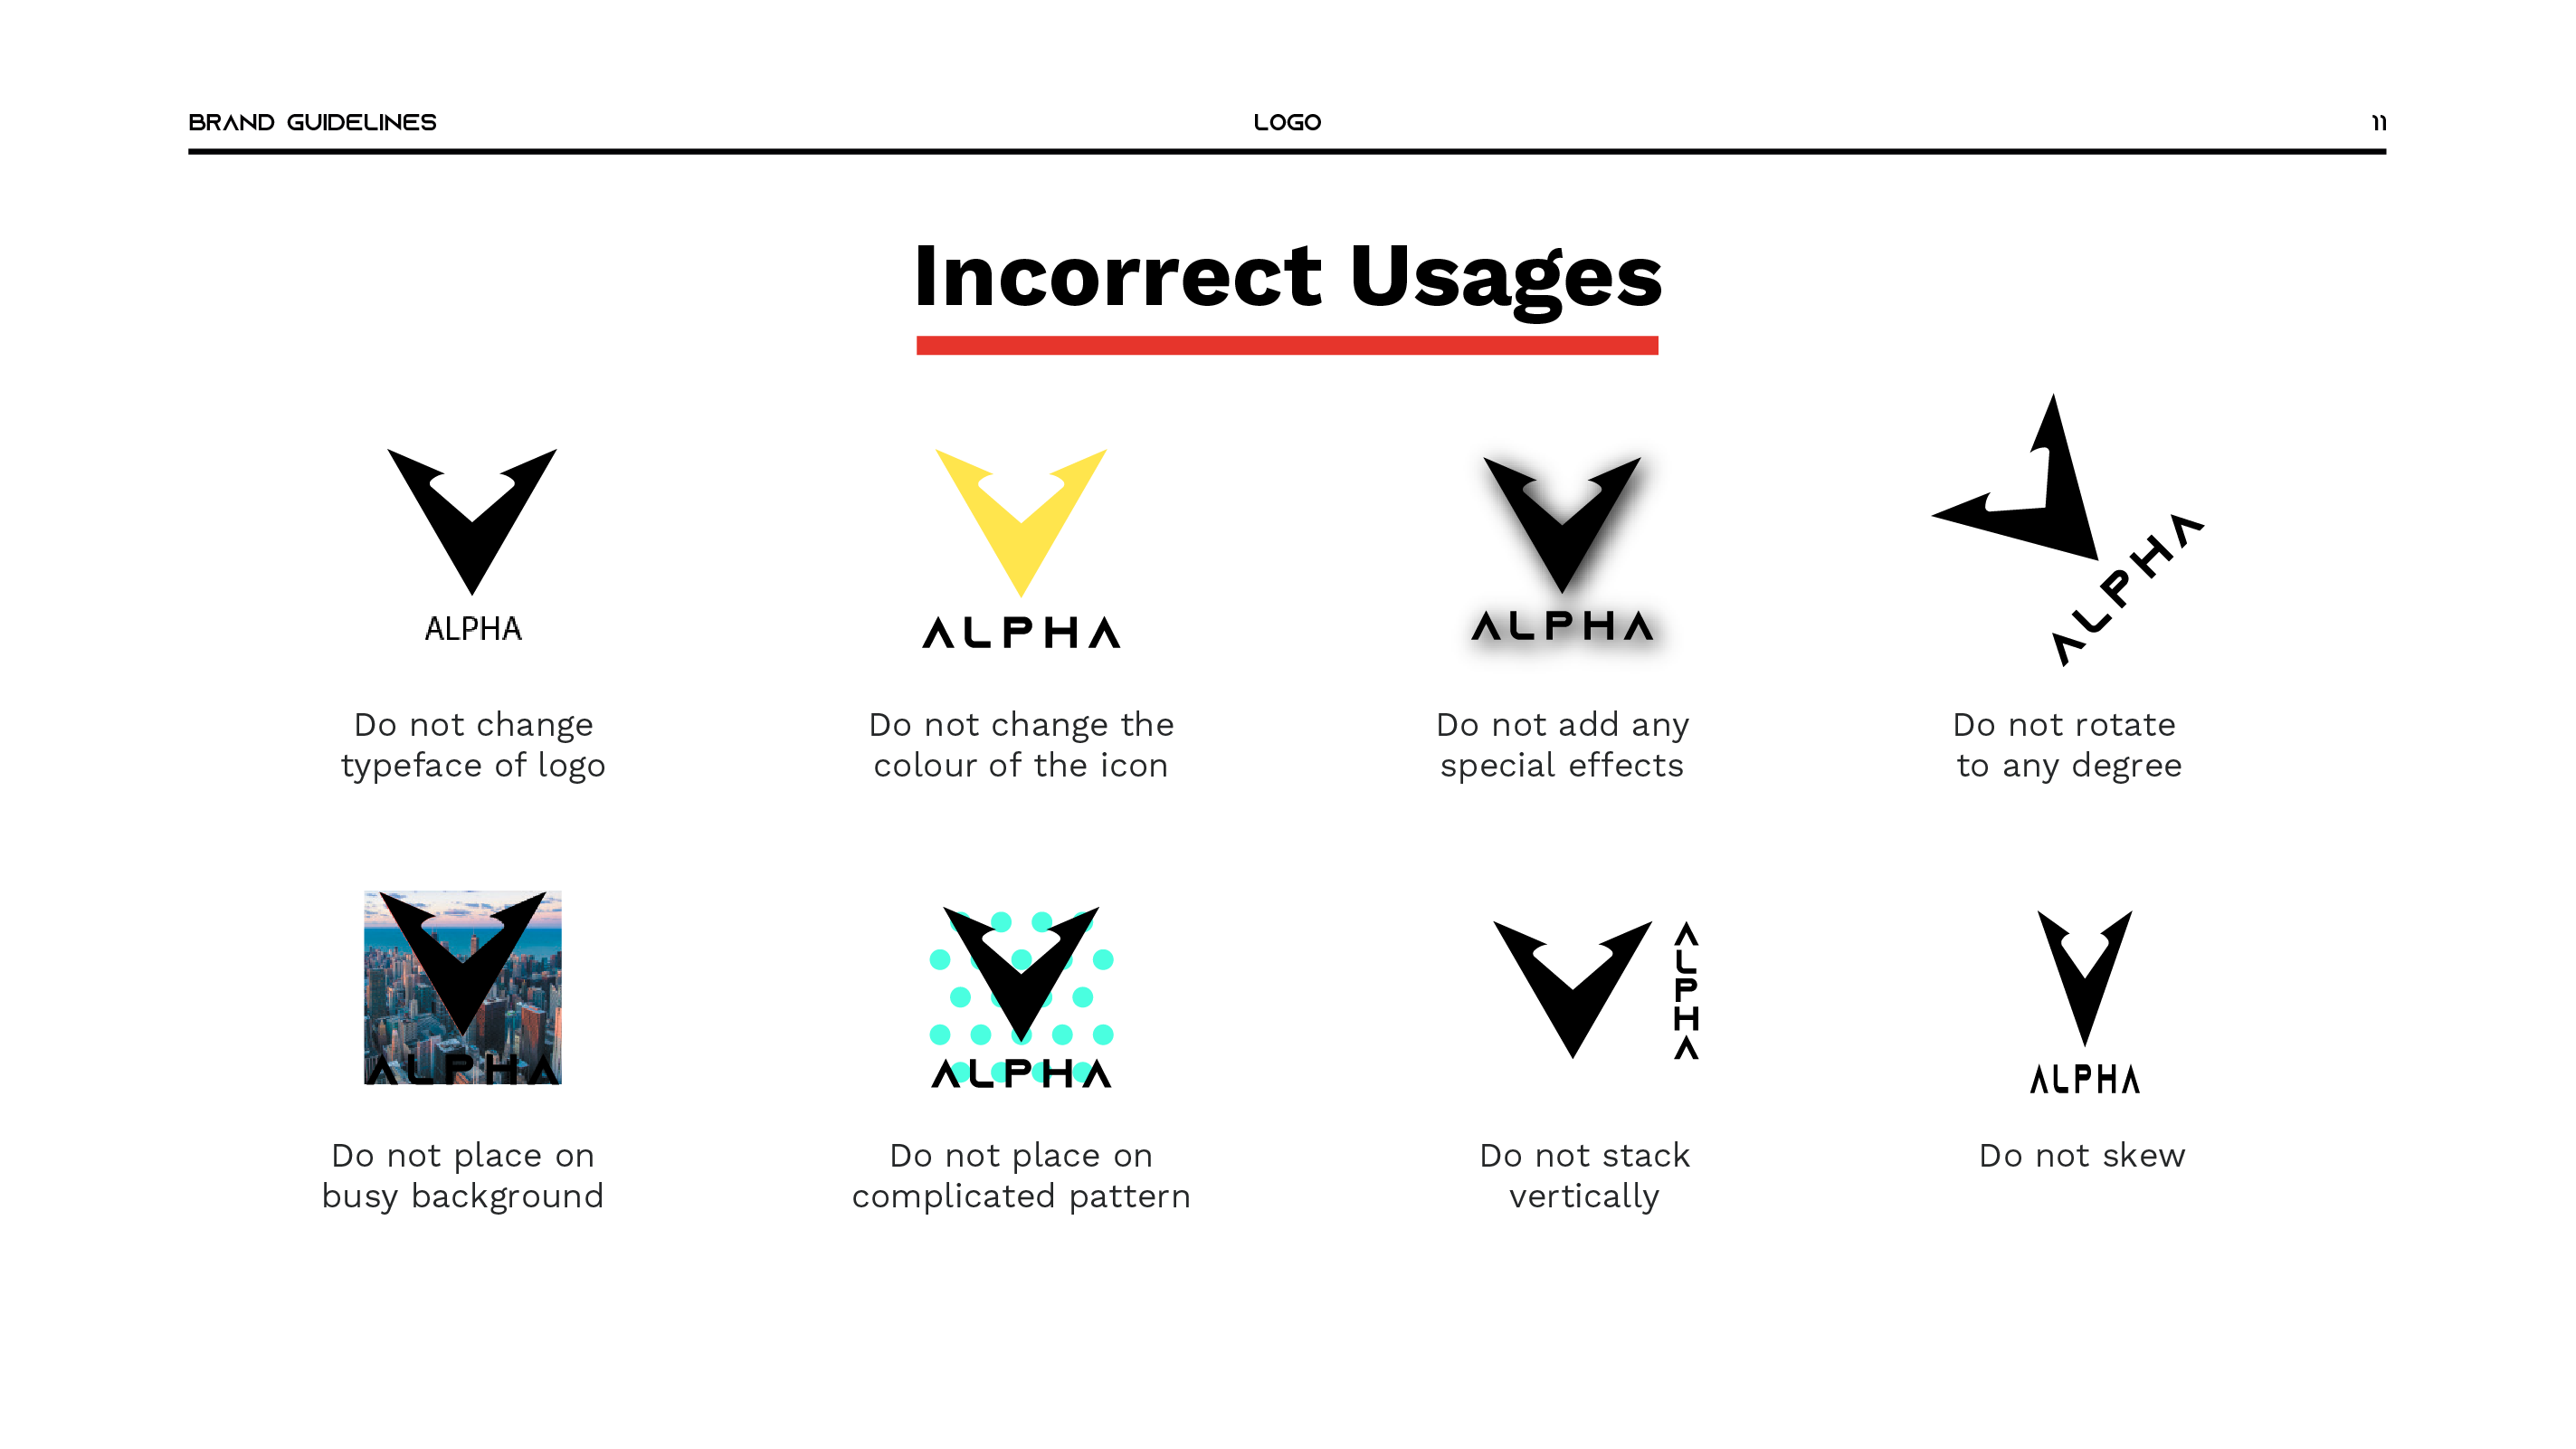 BRAND GUIDELINES
LOGO
11
Incorrect Usages
ALPHA
Do not change
typeface of logo
ALPHA
Do not change the
colour of the icon
ALPHA
Do not add any
special effects
ALPHA
Do not rotate
to any degree
ALPHA
Do not place on
busy background
ALPHA
Do not place on
complicated pattern
ALPHA
Do not stack
vertically
ALPHA
Do not skew